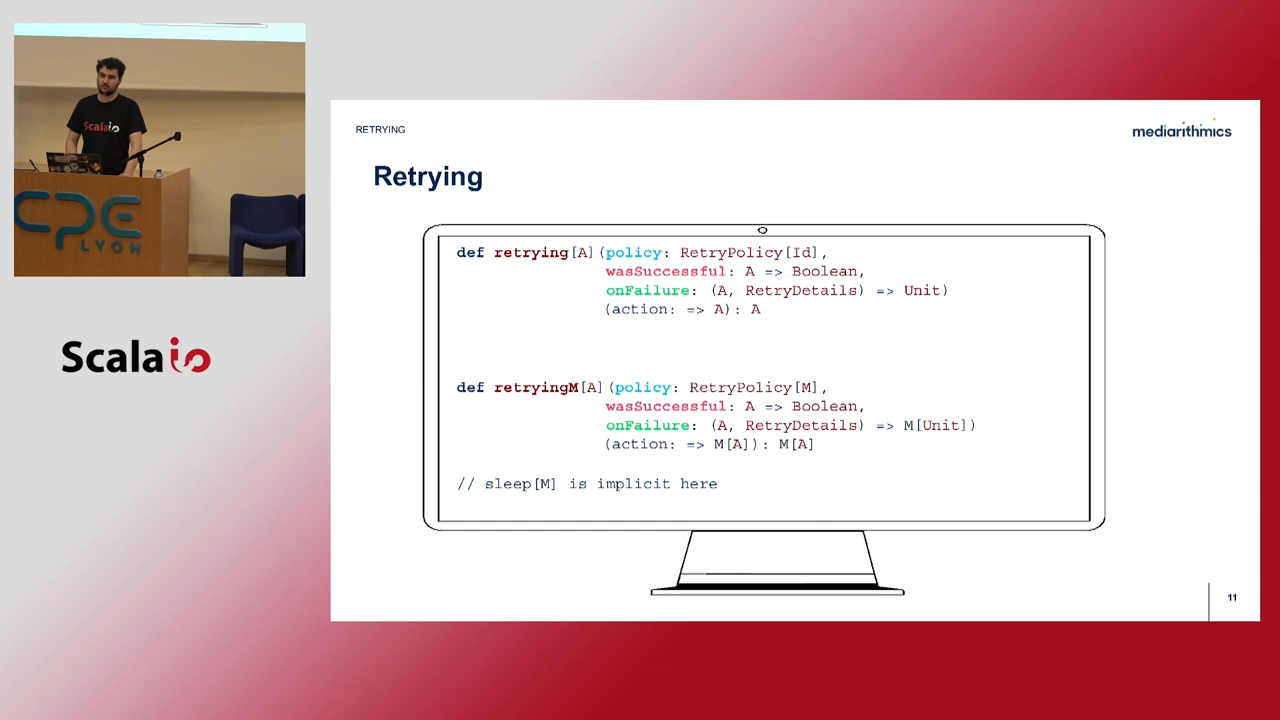 Scalaio
CPE
LYON
Scalaio
RETRYING
mediarithmics
Retrying
def retrying[A](policy: RetryPolicy[Id],
wasSuccessful: A => Boolean,
onFailure: (A, RetryDetails) => Unit)
(action: => A): A
def retryingM[A](policy: RetryPolicy[M],
wasSuccessful: A => Boolean,
onFailure: (A, RetryDetails) => M[Unit])
(action: => M[A]): M[A]
// sleep[M] is implicit here
11